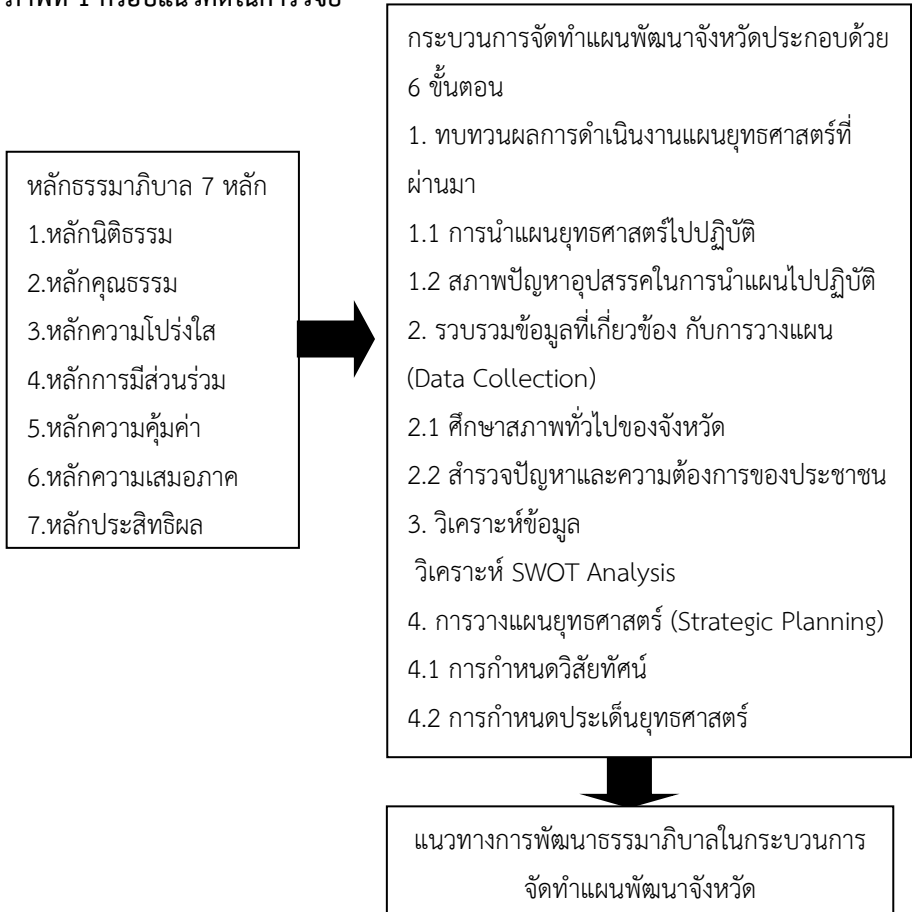 ภาพที่ 1 กรอบแนวคิดในการวิจัย
หลักธรรมาภิบาล 7 หลัก
1.หลักนิติธรรม
2.หลักคุณธรรม
3.หลักความโปร่งใส
4.หลักการมีส่วนร่วม
5.หลักความคุ้มค่า
6.หลักความเสมอภาค
7.หลักประสิทธิผล
กระบวนการจัดทำแผนพัฒนาจังหวัดประกอบด้วย
6 ขั้นตอน
1. ทบทวนผลการดำเนินงานแผนยุทธศาสตร์ที่
ผ่านมา
1.1 การนำแผนยุทธศาสตร์ไปปฏิบัติ
1.2 สภาพปัญหาอุปสรรคในการนำแผนไปปฏิบัติ
2. รวบรวมข้อมูลที่เกี่ยวข้อง กับการวางแผน
(Data Collection)
2.1 ศึกษาสภาพทั่วไปของจังหวัด
2.2 สำรวจปัญหาและความต้องการของประชาชน
3. วิเคราะห์ข้อมูล
วิเคราะห์ SWOT Analysis
4. การวางแผนยุทธศาสตร์ (Strategic Planning)
4.1 การกำหนดวิสัยทัศน์
4.2 การกำหนดประเด็นยุทธศาสตร์
แนวทางการพัฒนาธรรมาภิบาลในกระบวนการ
จัดทำแผนพัฒนาจังหวัด